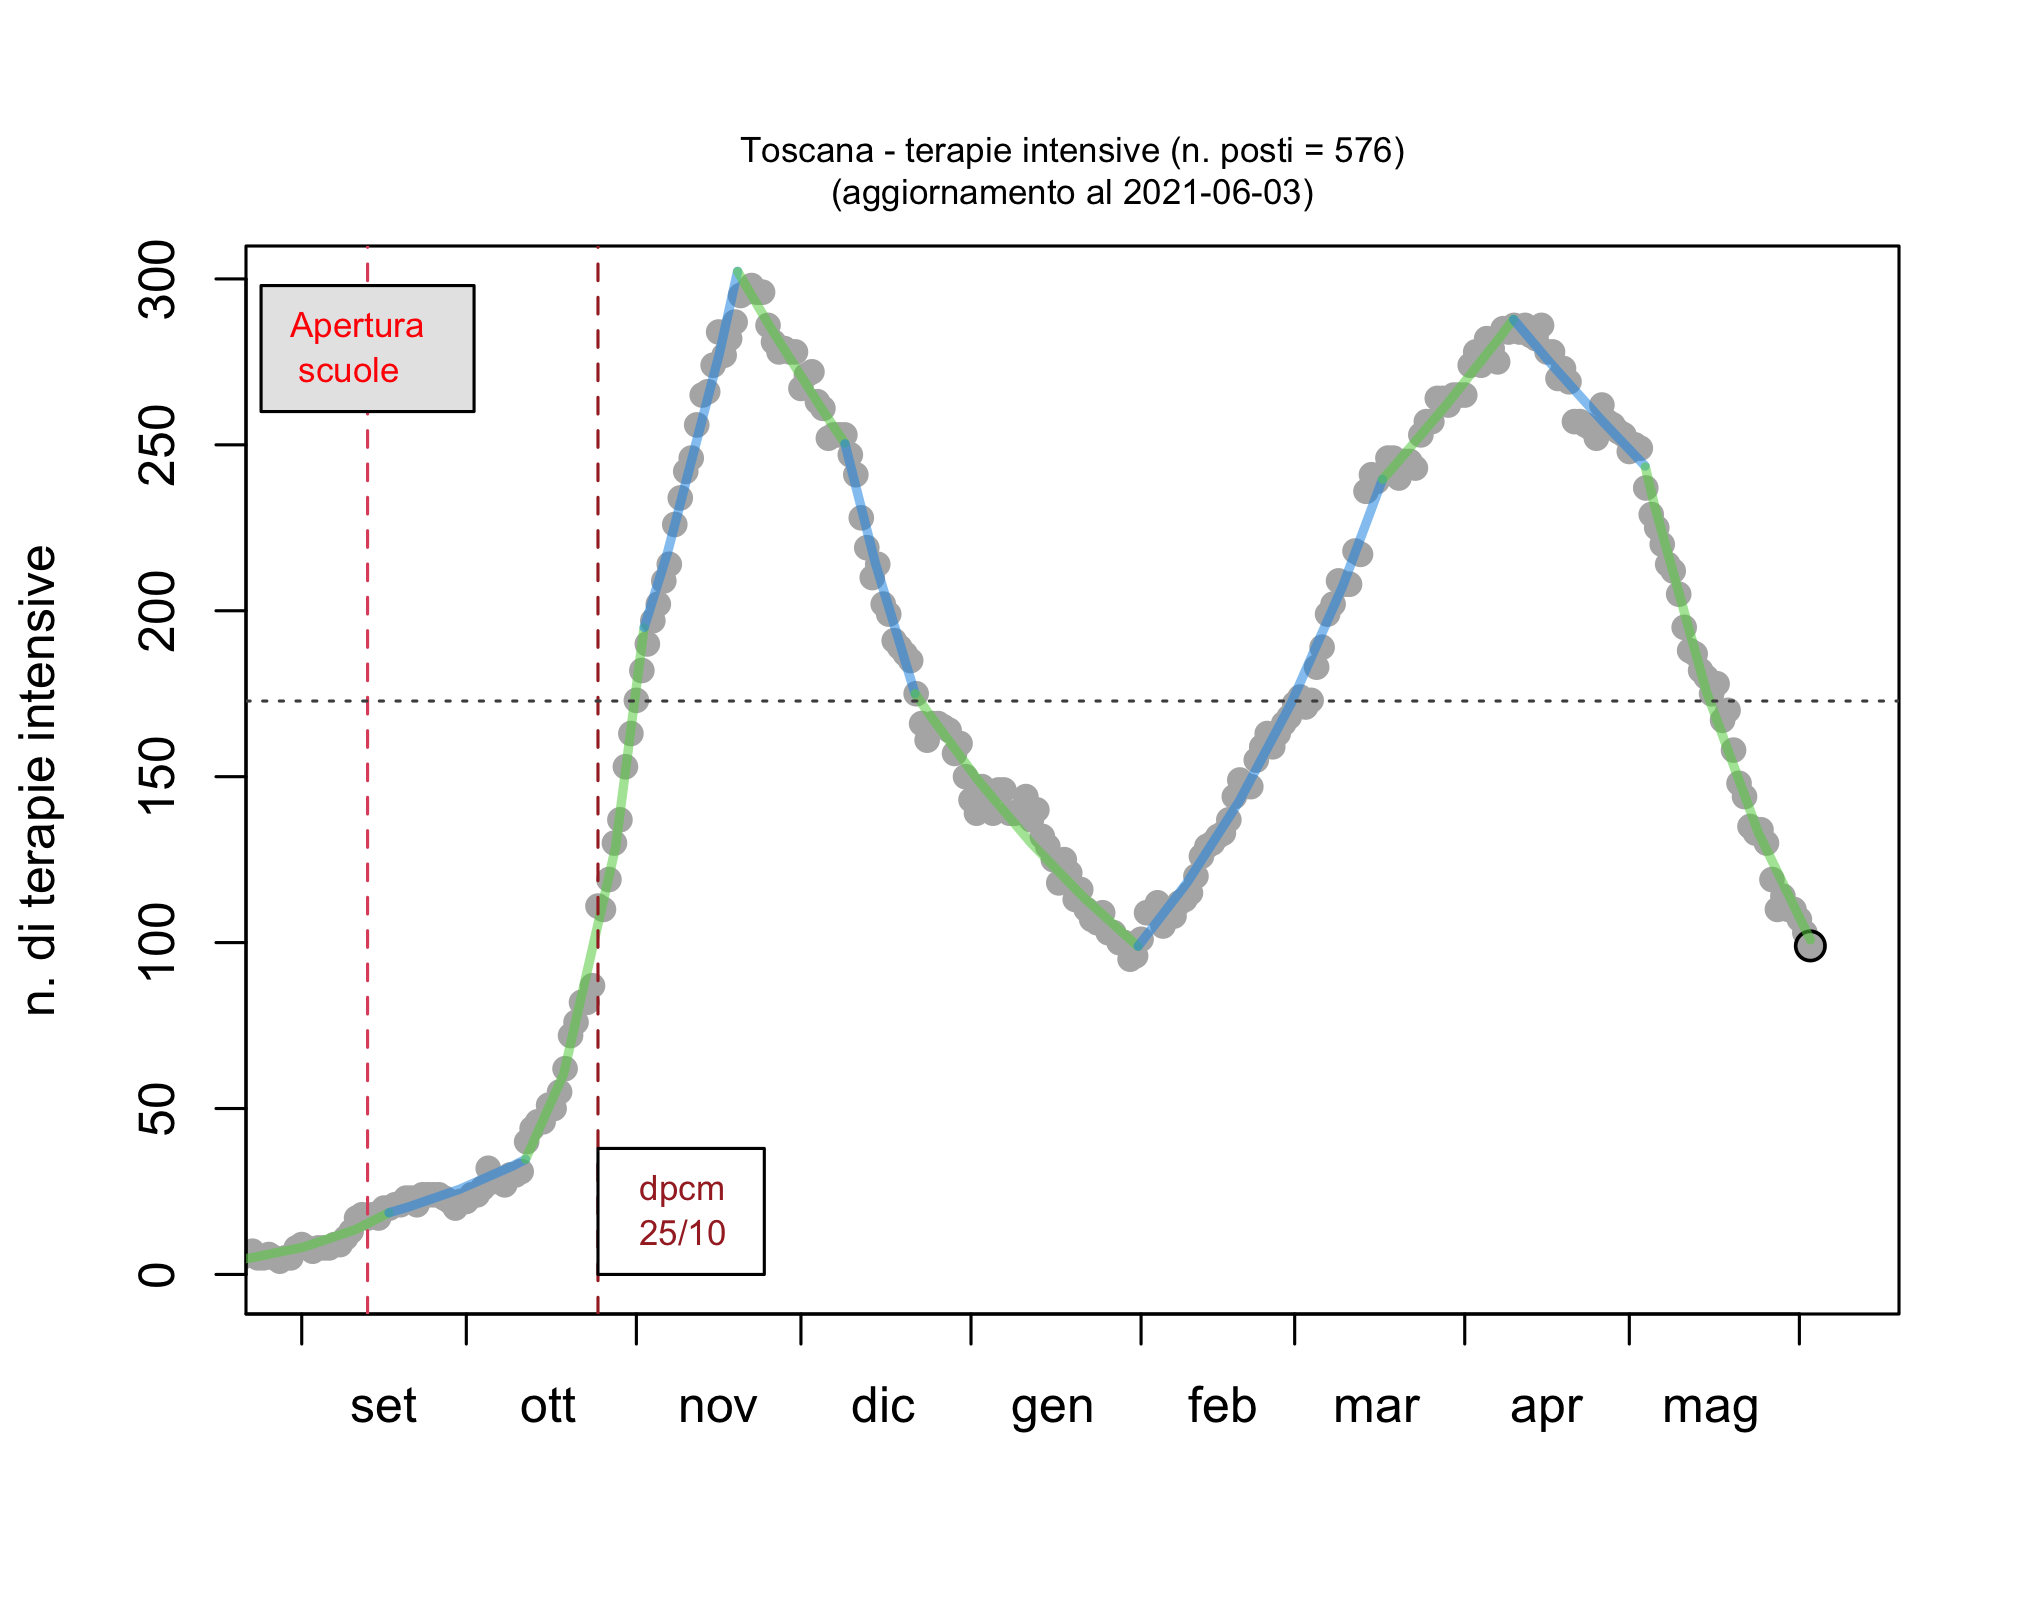 Toscana - terapie intensive (n. posti = 576)
(aggiornamento al 2021-06-03)
n. di terapie intensive
300
250
200
150
100
50
0
Apertura
scuole
dpcm
25/10
set ott nov dic gen feb mar apr mag